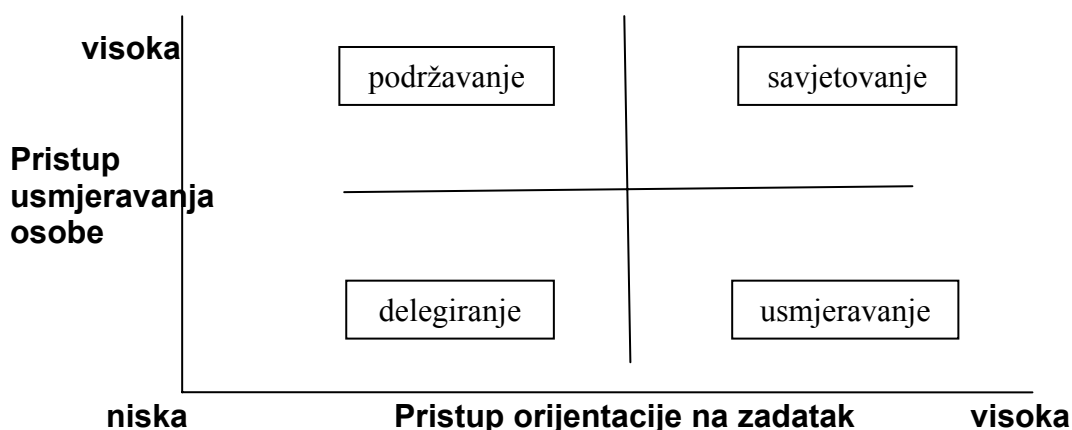 visoka
podržavanje
savjetovanje
Pristup
usmjeravanja
osobe
delegiranje
usmjeravanje
niska
Pristup orijentacije na zadatak
visoka